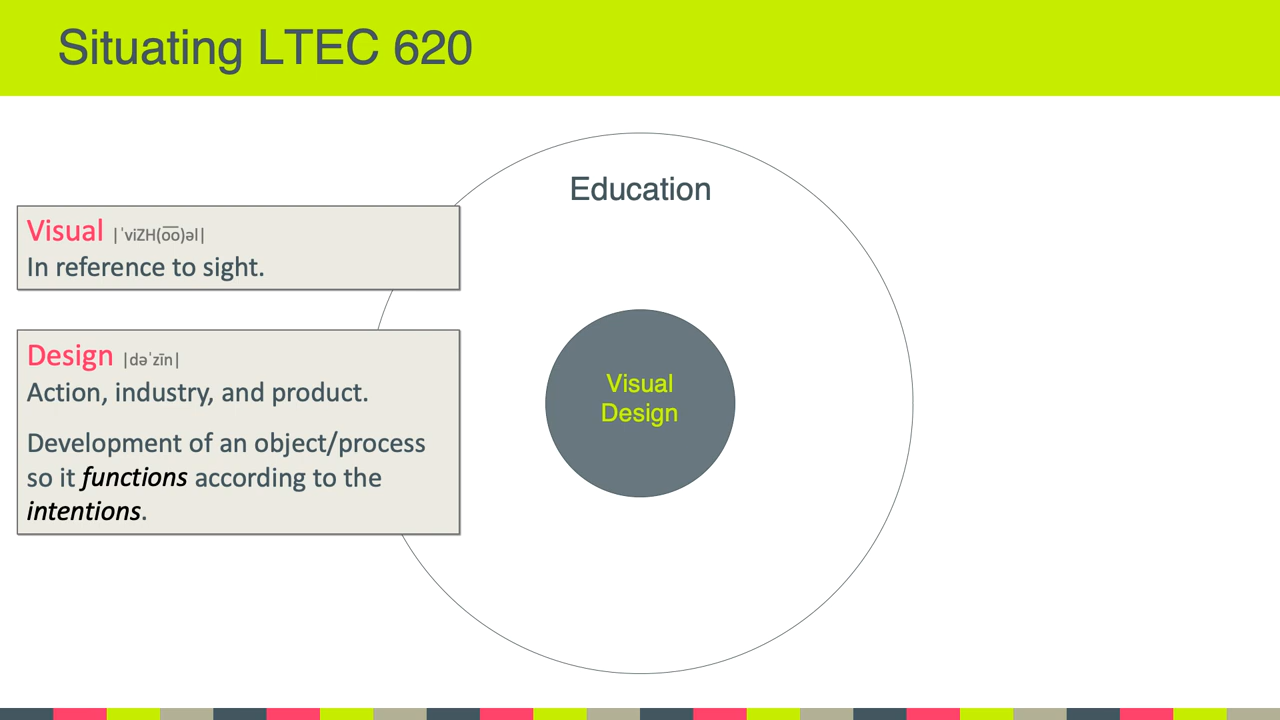 Situating LTEC 620
Education
Visual |ˈviZH(o͞o)əl|
In reference to sight.
Design |dəˈzīn|
Action, industry, and product.
Development of an object/process
so it functions according to the
intentions.
Visual
Design